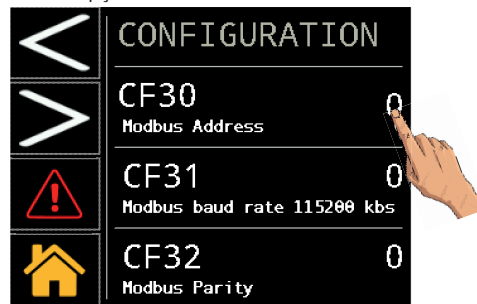 CONFIGURATION
CF30 0
Modbus Address
CF31 0
Modbus baud rate 115200 kbs
CF32 0
Modbus Parity